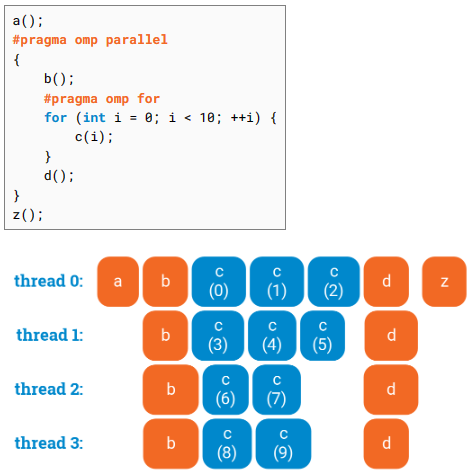 a();
#pragma omp parallel
{
    b();
    #pragma omp for
    for (int i = 0; i < 10; ++i) {
        c(i);
    }
    d();
}
z();
thread 0: a b c (0) c (1) c (2) d z
thread 1: b c (3) c (4) c (5) d
thread 2: b c (6) c (7) d
thread 3: b c (8) c (9) d